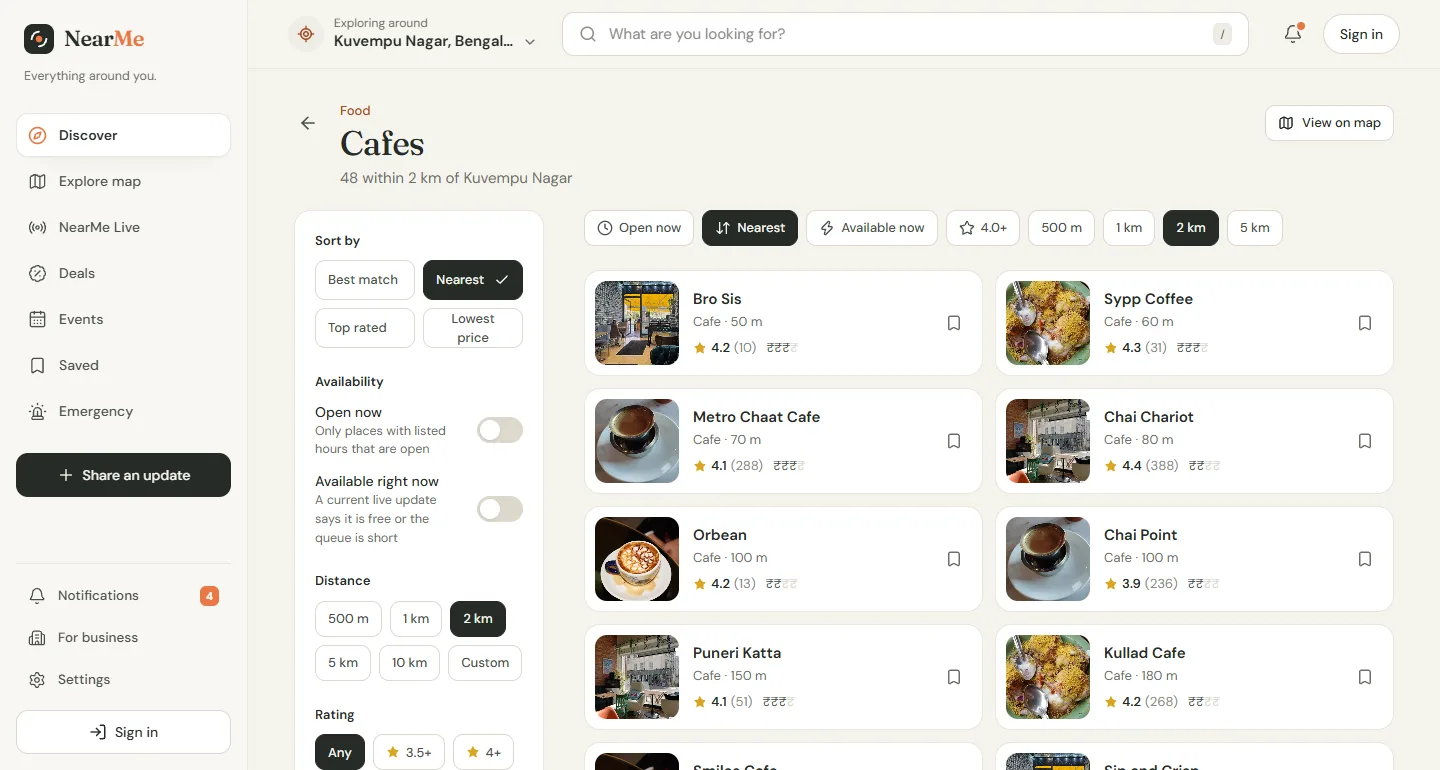 NearMe
Everything around you.
Discover
Explore map
NearMe Live
Deals
Events
Saved
Emergency
Share an update
Notifications 4
For business
Settings
Sign in
Exploring around
Kuvempu Nagar, Bengal...
What are you looking for? /
Sign in
Food
Cafes
48 within 2 km of Kuvempu Nagar
View on map
Sort by
Best match
Nearest
Top rated
Lowest
price
Availability
Open now
Only places with listed
hours that are open
Available right now
A current live update
says it is free or the
queue is short
Distance
500 m
1 km
2 km
5 km
10 km
Custom
Rating
Any
3.5+
4+
Open now
Nearest
Available now
4.0+
500 m
1 km
2 km
5 km
Bro Sis
Cafe · 50 m
4.2 (10) ₹₹₹₹
Sypp Coffee
Cafe · 60 m
4.3 (31) ₹₹₹₹
Metro Chaat Cafe
Cafe · 70 m
4.1 (288) ₹₹₹₹
Chai Chariot
Cafe · 80 m
4.4 (388) ₹₹₹₹
Orbean
Cafe · 100 m
4.2 (13) ₹₹₹₹
Chai Point
Cafe · 100 m
3.9 (236) ₹₹₹₹
Puneri Katta
Cafe · 150 m
4.1 (51) ₹₹₹₹
Kullad Cafe
Cafe · 180 m
4.2 (268) ₹₹₹₹
Smiles Cafe
Sip and Crisp